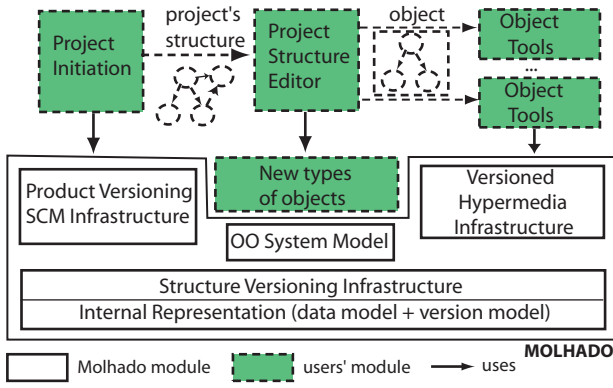 Project
Initiation
project's
structure
Project
Structure
Editor
object
Object
Tools
...
Object
Tools
Product Versioning
SCM Infrastructure
New types
of objects
OO System Model
Versioned
Hypermedia
Infrastructure
Structure Versioning Infrastructure
Internal Representation (data model + version model)
MOLHADO
Molhado module
users' module
uses